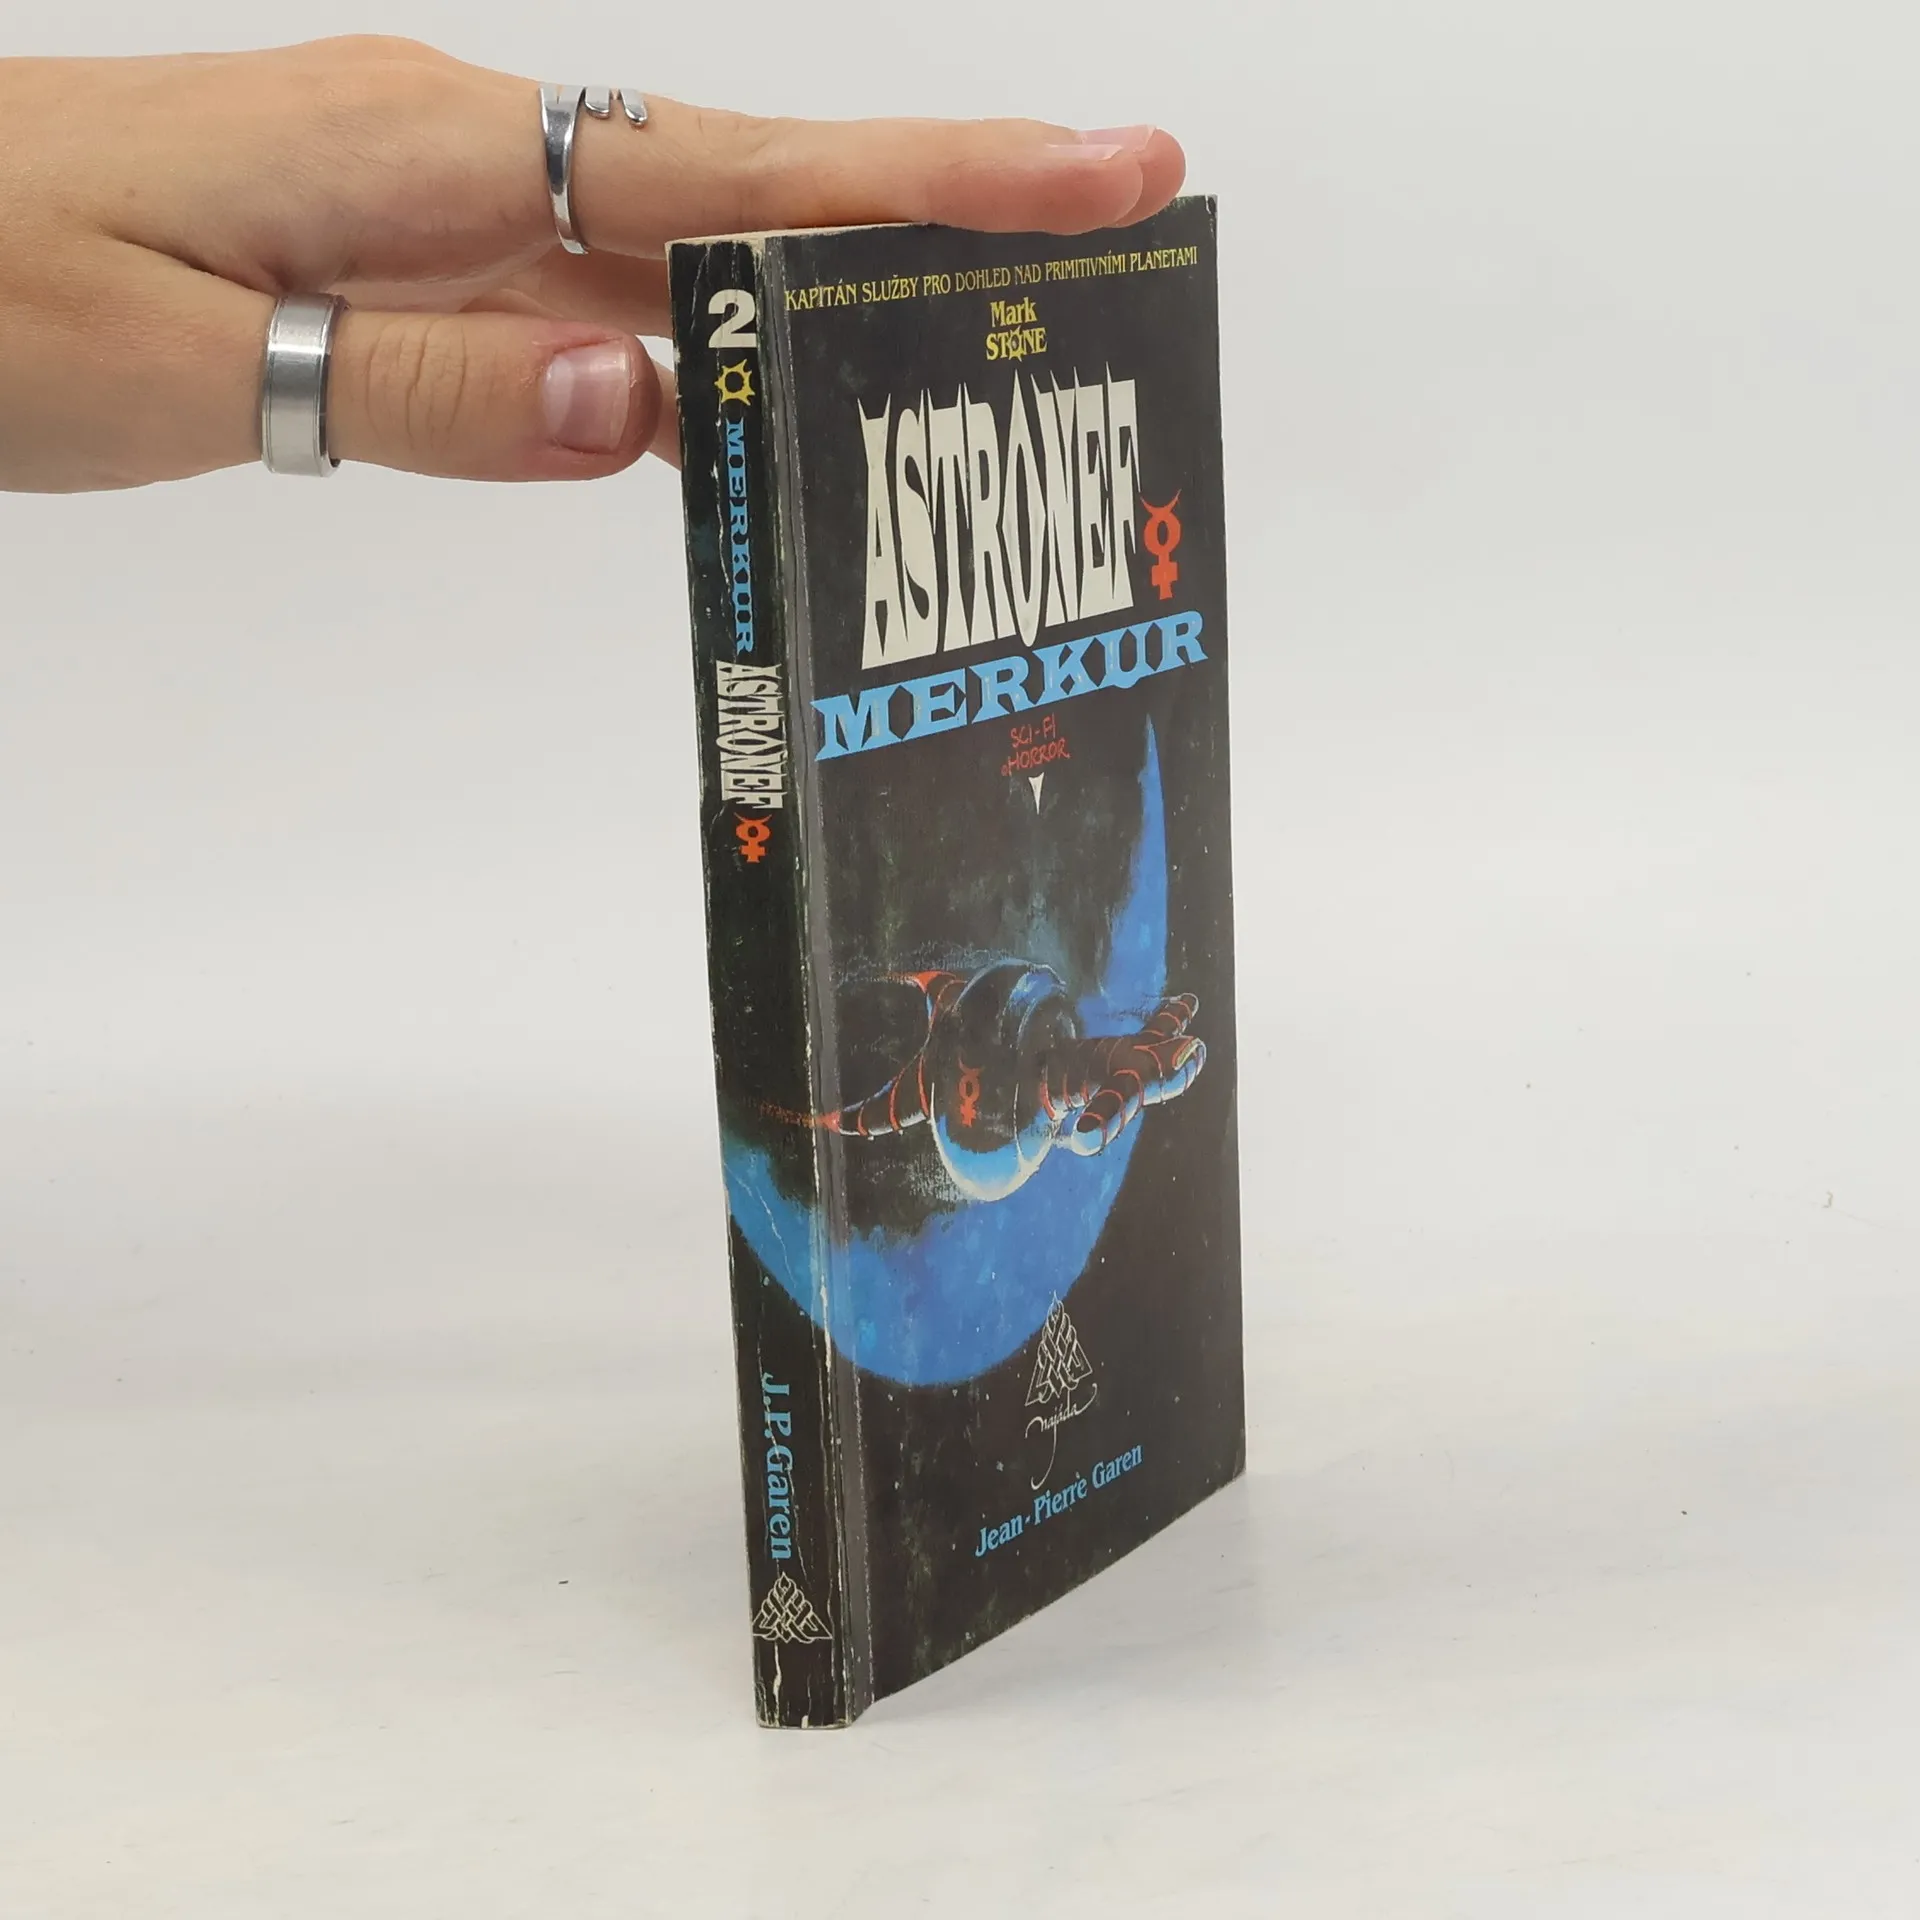 2
MERKUR
ASTRONEF
J.P. Garen
KAPITÁN SLUŽBY PRO DOHLED NAD PRIMITIVNÍMI PLANETAMI
Mark
STONE
ASTRONEF
MERKUR
SCI-FI
HORROR
najáda
Jean-Pierre Garen